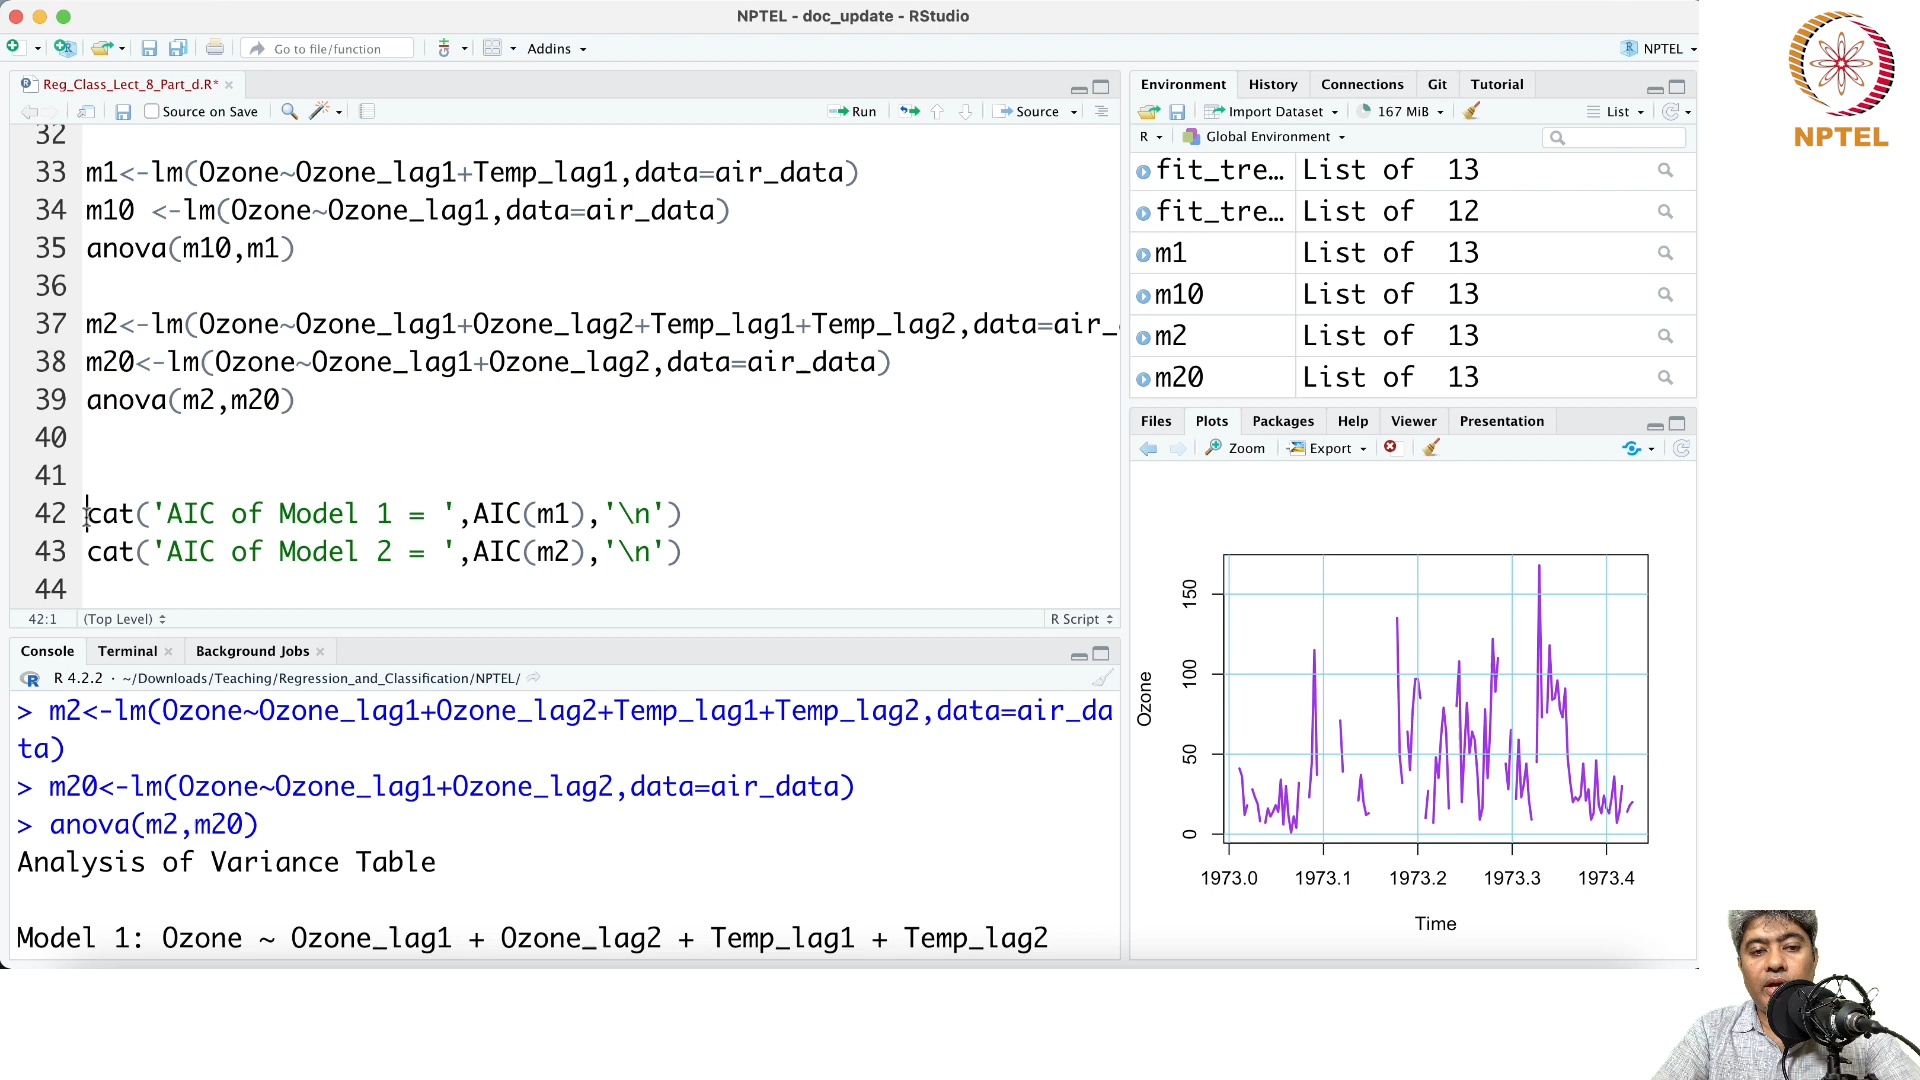 NPTEL - doc_update - RStudio
Go to file/function
Addins
NPTEL
Reg_Class_Lect_8_Part_d.R*
Source on Save
Run
Source
32
33 m1<-lm(Ozone~Ozone_lag1+Temp_lag1,data=air_data)
34 m10 <-lm(Ozone~Ozone_lag1,data=air_data)
35 anova(m10,m1)
36
37 m2<-lm(Ozone~Ozone_lag1+Ozone_lag2+Temp_lag1+Temp_lag2,data=air_
38 m20<-lm(Ozone~Ozone_lag1+Ozone_lag2,data=air_data)
39 anova(m2,m20)
40
41
42 cat('AIC of Model 1 = ',AIC(m1),'\n')
43 cat('AIC of Model 2 = ',AIC(m2),'\n')
44
42:1 (Top Level) R Script
Console Terminal Background Jobs
R 4.2.2 · ~/Downloads/Teaching/Regression_and_Classification/NPTEL/
> m2<-lm(Ozone~Ozone_lag1+Ozone_lag2+Temp_lag1+Temp_lag2,data=air_da
ta)
> m20<-lm(Ozone~Ozone_lag1+Ozone_lag2,data=air_data)
> anova(m2,m20)
Analysis of Variance Table
Model 1: Ozone ~ Ozone_lag1 + Ozone_lag2 + Temp_lag1 + Temp_lag2
Environment History Connections Git Tutorial
Import Dataset 167 MiB List
R Global Environment
fit_tre… List of 13
fit_tre… List of 12
m1 List of 13
m10 List of 13
m2 List of 13
m20 List of 13
Files Plots Packages Help Viewer Presentation
Zoom Export
Ozone
150
100
50
0
1973.0 1973.1 1973.2 1973.3 1973.4
Time
NPTEL